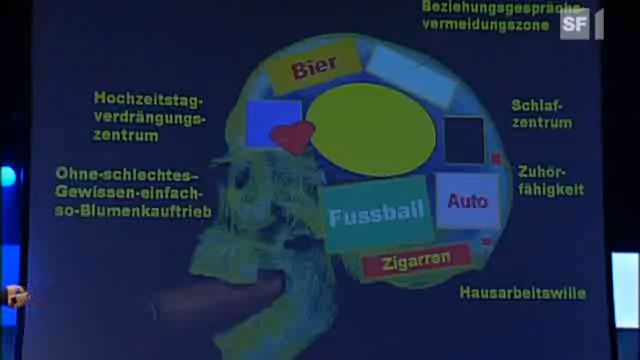 Beziehungsgesprächs-
vermeidungszone
SF 1
Bier
Hochzeitstag-
verdrängungs-
zentrum
Schlaf-
zentrum
Ohne-schlechtes-
Gewissen-einfach-
so-Blumenkauftrieb
Zuhör-
fähigkeit
Fussball
Auto
Zigarren
Hausarbeitswille